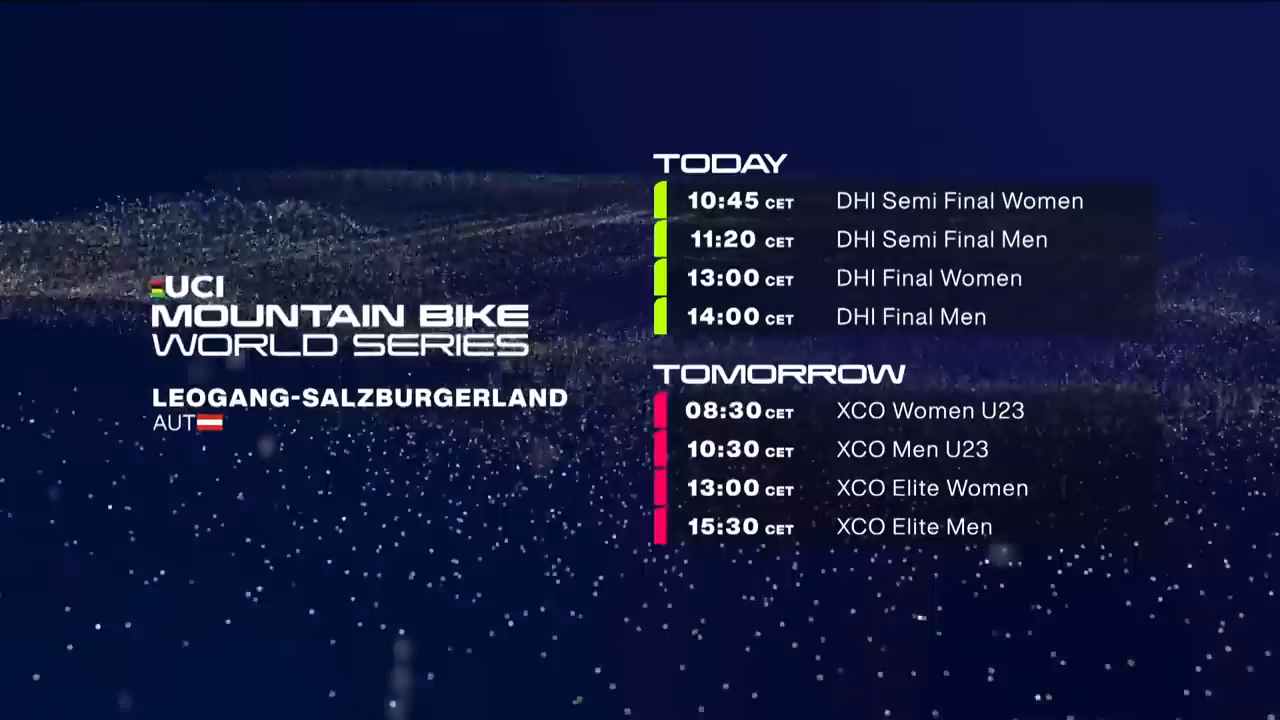 UCI
MOUNTAIN BIKE
WORLD SERIES
LEOGANG-SALZBURGERLAND
AUT
TODAY
10:45 CET DHI Semi Final Women
11:20 CET DHI Semi Final Men
13:00 CET DHI Final Women
14:00 CET DHI Final Men
TOMORROW
08:30 CET XCO Women U23
10:30 CET XCO Men U23
13:00 CET XCO Elite Women
15:30 CET XCO Elite Men